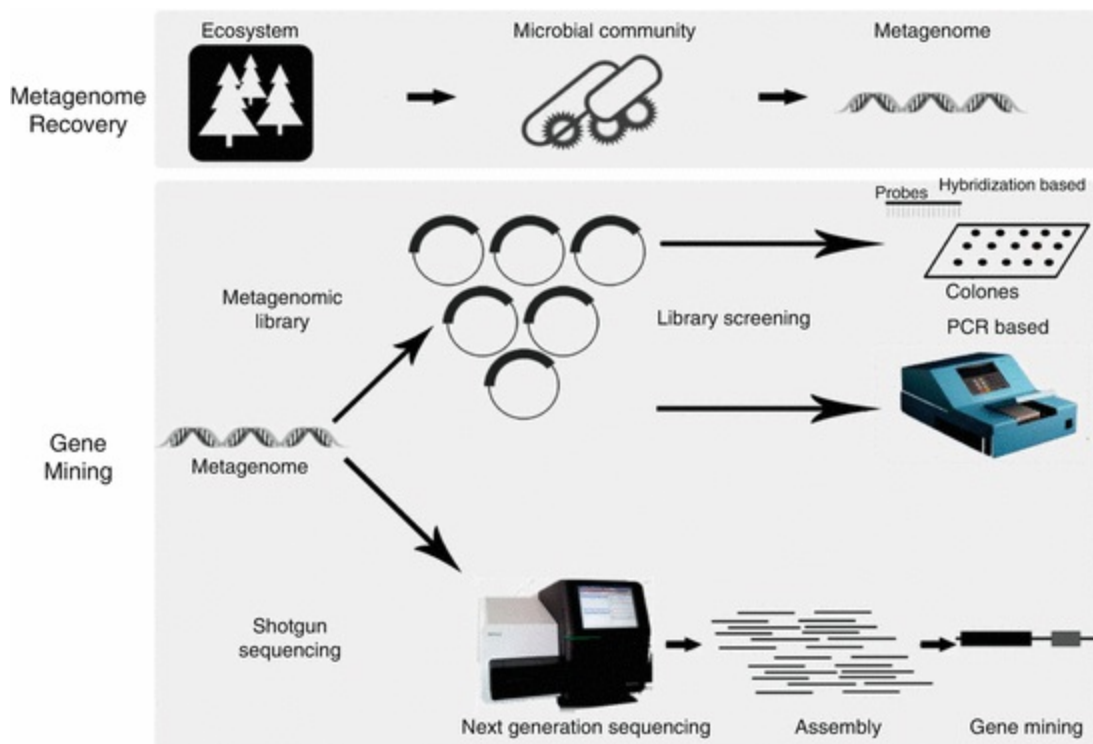 Ecosystem
Microbial community
Metagenome
Metagenome
Recovery
Probes
Hybridization based
Metagenomic
library
Library screening
Colones
PCR based
Gene
Mining
Metagenome
Shotgun
sequencing
Next generation sequencing
Assembly
Gene mining